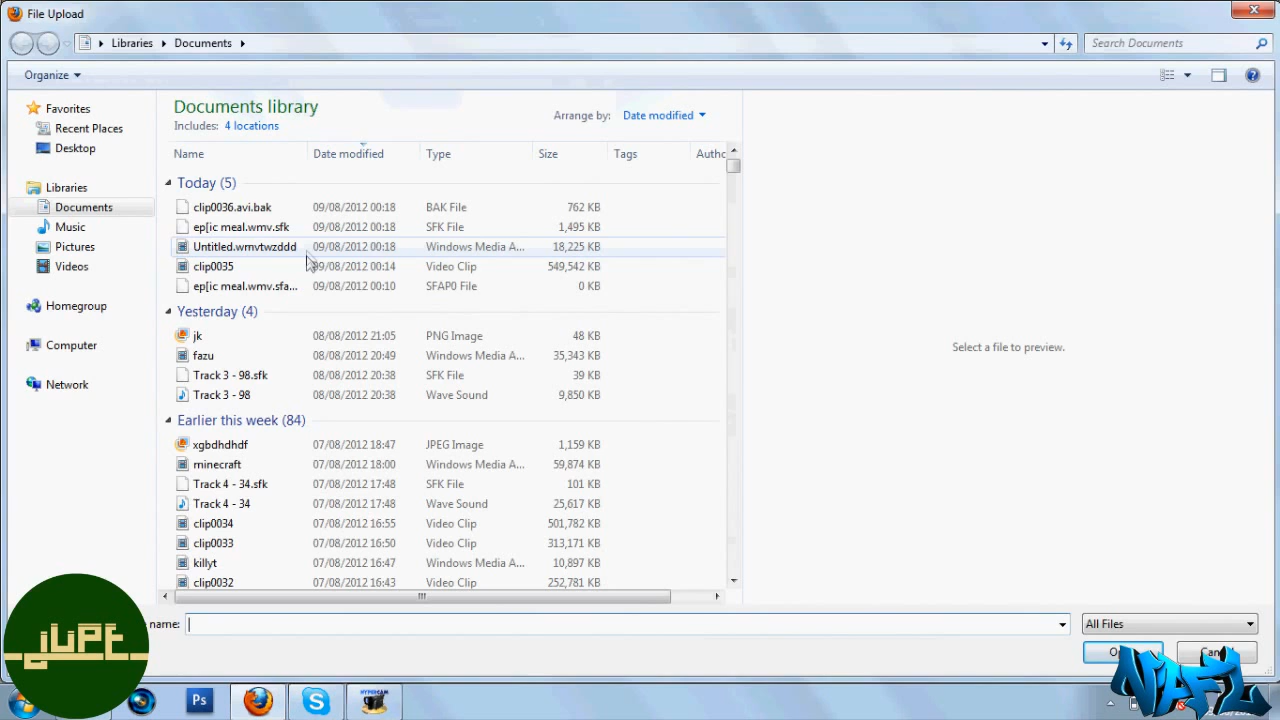 File Upload
Libraries Documents
Search Documents
Organize
Favorites
Recent Places
Desktop
Libraries
Documents
Music
Pictures
Videos
Homegroup
Computer
Network
Documents library
Includes: 4 locations
Arrange by: Date modified
Name Date modified Type Size Tags Autho
Today (5)
clip0036.avi.bak 09/08/2012 00:18 BAK File 762 KB
ep[ic meal.wmv.sfk 09/08/2012 00:18 SFK File 1,495 KB
Untitled.wmvtwzddd 09/08/2012 00:18 Windows Media A... 18,225 KB
clip0035 09/08/2012 00:14 Video Clip 549,542 KB
ep[ic meal.wmv.sfa... 09/08/2012 00:10 SFAP0 File 0 KB
Yesterday (4)
jk 08/08/2012 21:05 PNG Image 48 KB
fazu 08/08/2012 20:49 Windows Media A... 35,343 KB
Track 3 - 98.sfk 08/08/2012 20:38 SFK File 39 KB
Track 3 - 98 08/08/2012 20:38 Wave Sound 9,850 KB
Earlier this week (84)
xgbdhdhdf 07/08/2012 18:47 JPEG Image 1,159 KB
minecraft 07/08/2012 18:00 Windows Media A... 59,874 KB
Track 4 - 34.sfk 07/08/2012 17:48 SFK File 101 KB
Track 4 - 34 07/08/2012 17:48 Wave Sound 25,617 KB
clip0034 07/08/2012 16:55 Video Clip 501,782 KB
clip0033 07/08/2012 16:50 Video Clip 313,171 KB
killyt 07/08/2012 16:47 Windows Media A... 10,897 KB
clip0032 07/08/2012 16:43 Video Clip 252,781 KB
Select a file to preview.
name:
All Files
Ps
HYPERCAM